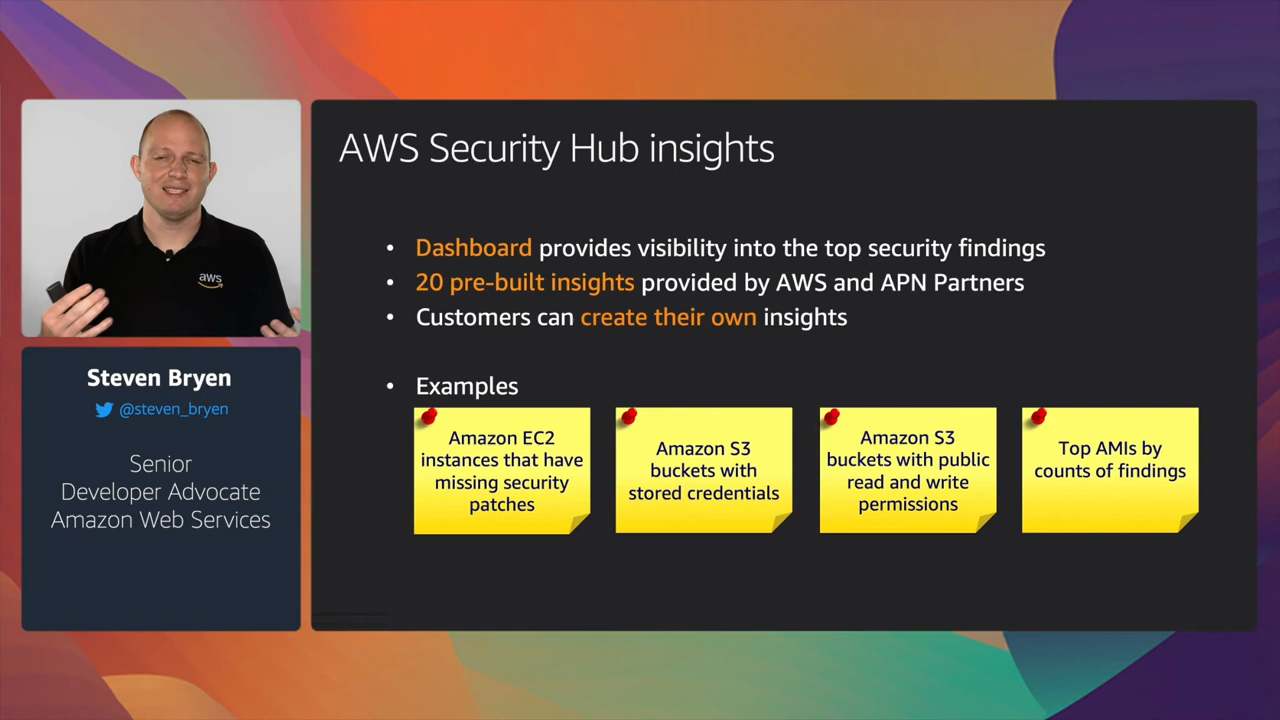 aws
Steven Bryen
@steven_bryen
Senior
Developer Advocate
Amazon Web Services
AWS Security Hub insights
• Dashboard provides visibility into the top security findings
• 20 pre-built insights provided by AWS and APN Partners
• Customers can create their own insights
• Examples
Amazon EC2
instances that have
missing security
patches
Amazon S3
buckets with
stored credentials
Amazon S3
buckets with public
read and write
permissions
Top AMIs by
counts of findings